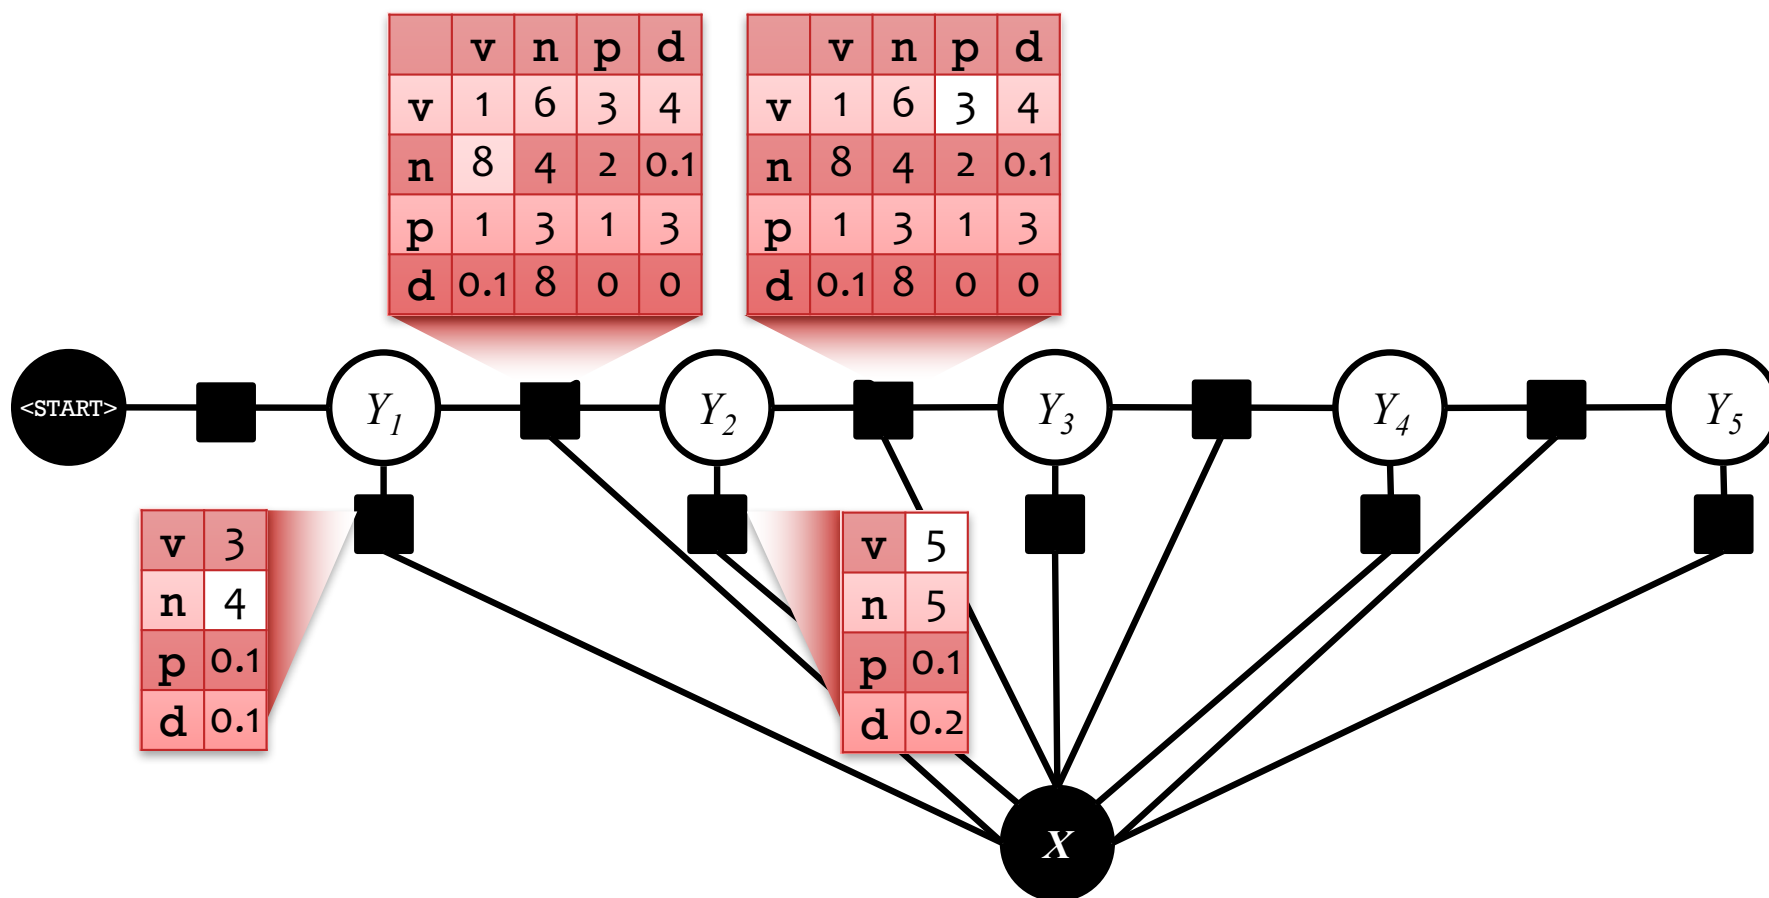 v n p d
v 1 6 3 4
n 8 4 2 0.1
p 1 3 1 3
d 0.1 8 0 0
v n p d
v 1 6 3 4
n 8 4 2 0.1
p 1 3 1 3
d 0.1 8 0 0
<START>
Y1
Y2
Y3
Y4
Y5
v 3
n 4
p 0.1
d 0.1
v 5
n 5
p 0.1
d 0.2
X